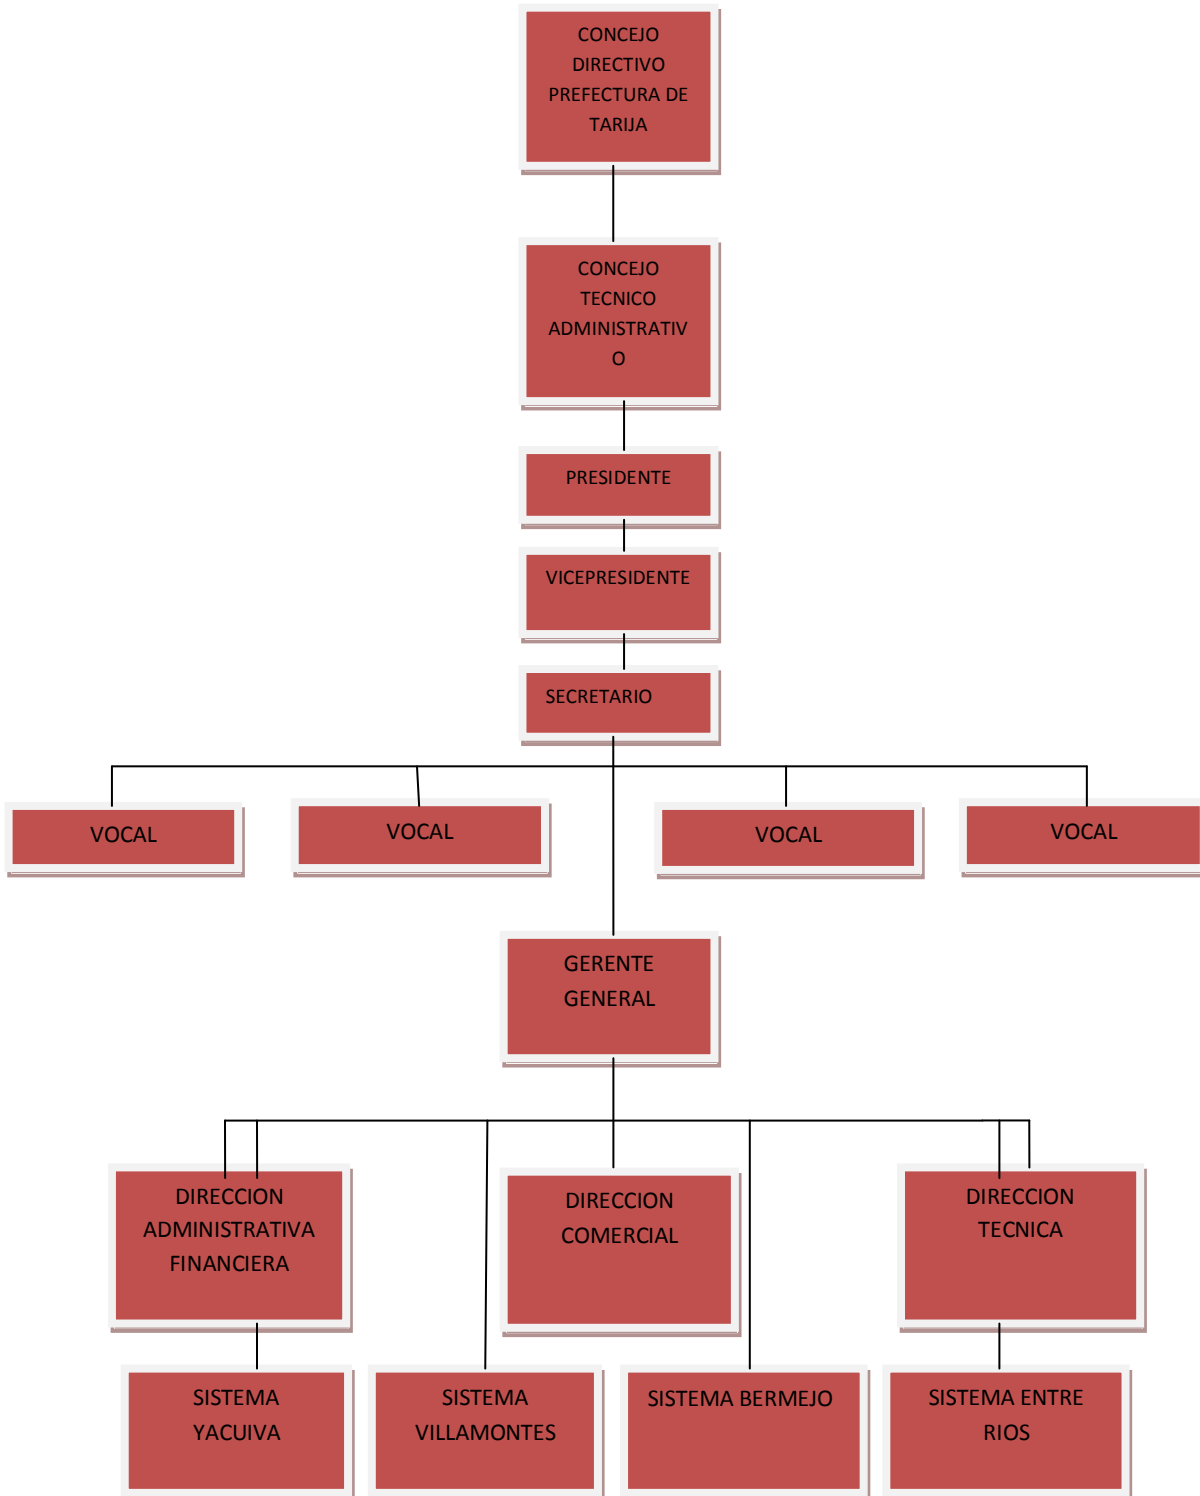 CONCEJO
DIRECTIVO
PREFECTURA DE
TARIJA
CONCEJO
TECNICO
ADMINISTRATIV
O
PRESIDENTE
VICEPRESIDENTE
SECRETARIO
VOCAL
VOCAL
VOCAL
VOCAL
GERENTE
GENERAL
DIRECCION
ADMINISTRATIVA
FINANCIERA
DIRECCION
COMERCIAL
DIRECCION
TECNICA
SISTEMA
YACUIVA
SISTEMA
VILLAMONTES
SISTEMA BERMEJO
SISTEMA ENTRE
RIOS